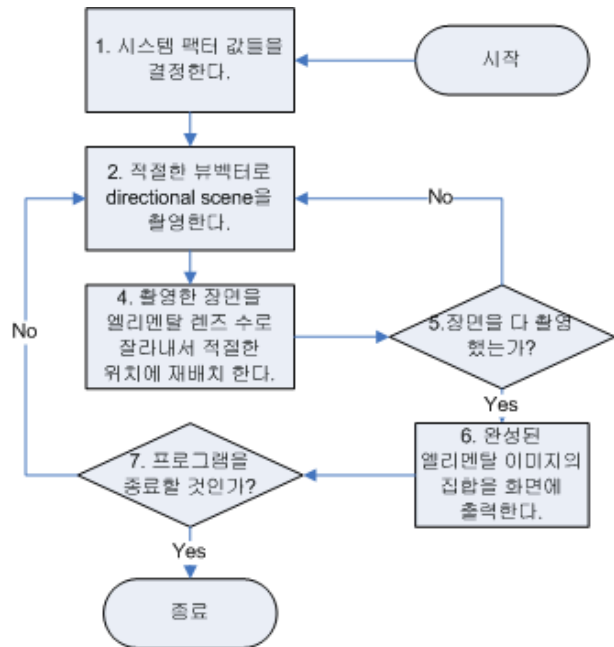 시작
1. 시스템 팩터 값들을
결정한다.
2. 적절한 뷰벡터로
directional scene을
촬영한다.
No
4. 촬영한 장면을
엘리멘탈 렌즈 수로
잘라내서 적절한
위치에 재배치 한다.
5.장면을 다 촬영
했는가?
No
Yes
6. 완성된
엘리멘탈 이미지의
집합을 화면에
출력한다.
7. 프로그램을
종료할 것인가?
Yes
종료